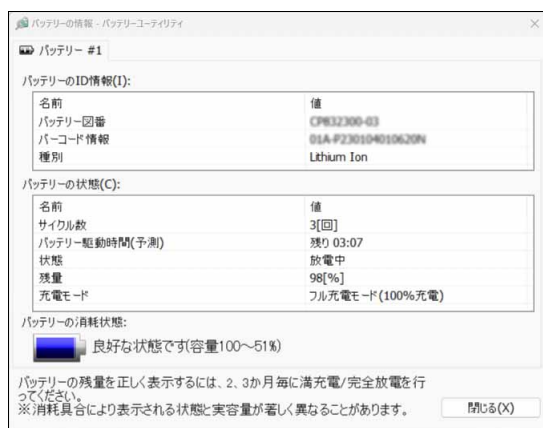 バッテリーの情報 - バッテリーユーティリティ
バッテリー #1
バッテリーのID情報(I):
名前 値
バッテリー図番
バーコード情報
種別 Lithium Ion
バッテリーの状態(C):
名前 値
サイクル数 3[回]
バッテリー駆動時間(予測) 残り 03:07
状態 放電中
残量 98[%]
充電モード フル充電モード(100%充電)
バッテリーの消耗状態:
良好な状態です(容量100～51%)
バッテリーの残量を正しく表示するには、2、3か月毎に満充電/完全放電を行
ってください。
※消耗具合により表示される状態と実容量が著しく異なることがあります。
閉じる(X)